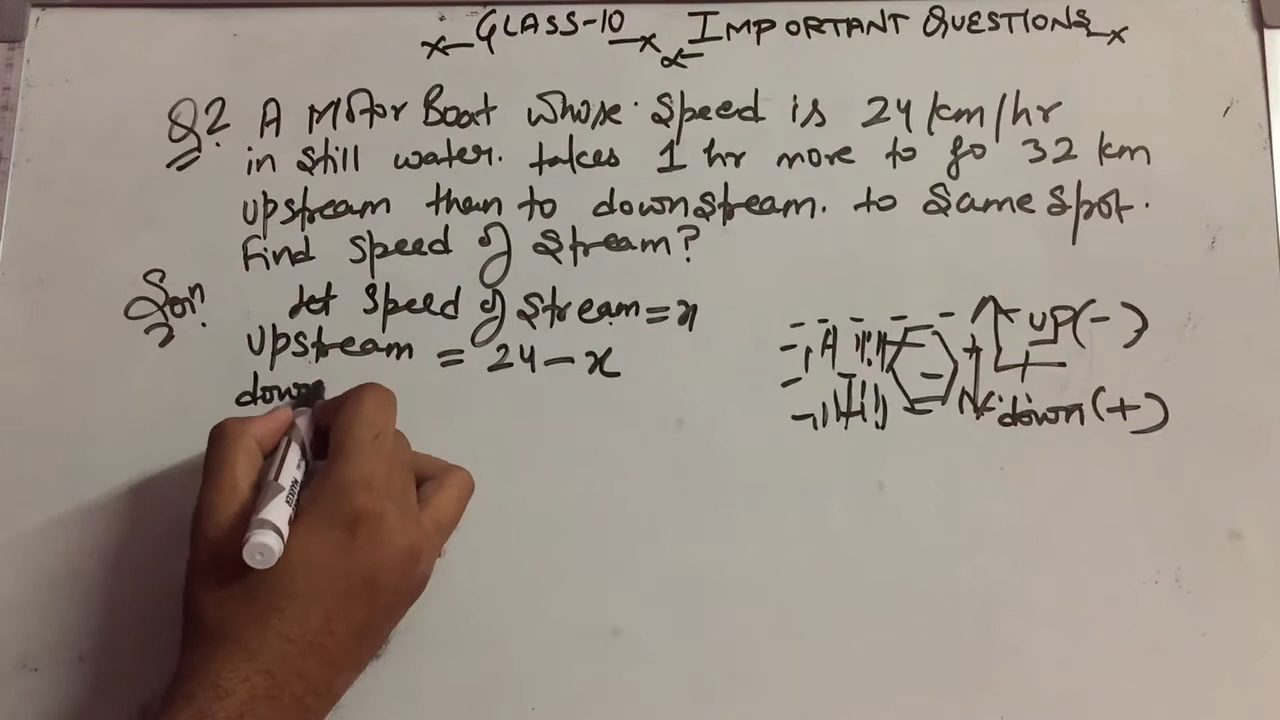 CLASS-10 IMPORTANT QUESTIONS
Q2 A Motor Boat whose speed is 24 km/hr
in still water. takes 1 hr more to go 32 km
upstream than to downstream. to same spot.
Find speed of stream?
Son let speed of stream = x
upstream = 24 - x
down
up (-)
down (+)